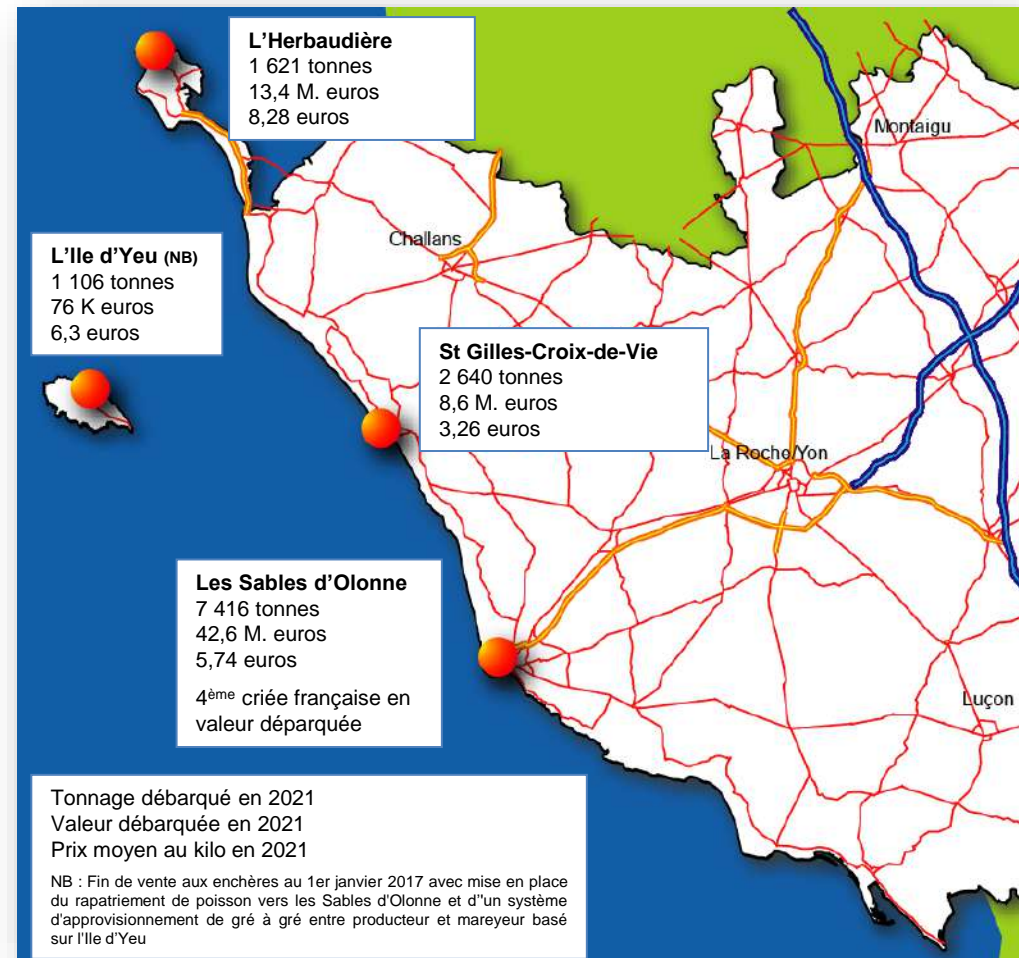 L'Herbaudière
1 621 tonnes
13,4 M. euros
8,28 euros
Montaigu
Challans
L'Ile d'Yeu (NB)
1 106 tonnes
76 K euros
6,3 euros
St Gilles-Croix-de-Vie
2 640 tonnes
8,6 M. euros
3,26 euros
La Roche/Yon
Les Sables d'Olonne
7 416 tonnes
42,6 M. euros
5,74 euros
4ème criée française en
valeur déparquée
Luçon
Tonnage débarqué en 2021
Valeur débarquée en 2021
Prix moyen au kilo en 2021
NB : Fin de vente aux enchères au 1er janvier 2017 avec mise en place
du rapatriement de poisson vers les Sables d'Olonne et d''un système
d'approvisionnement de gré à gré entre producteur et mareyeur basé
sur l'Ile d'Yeu